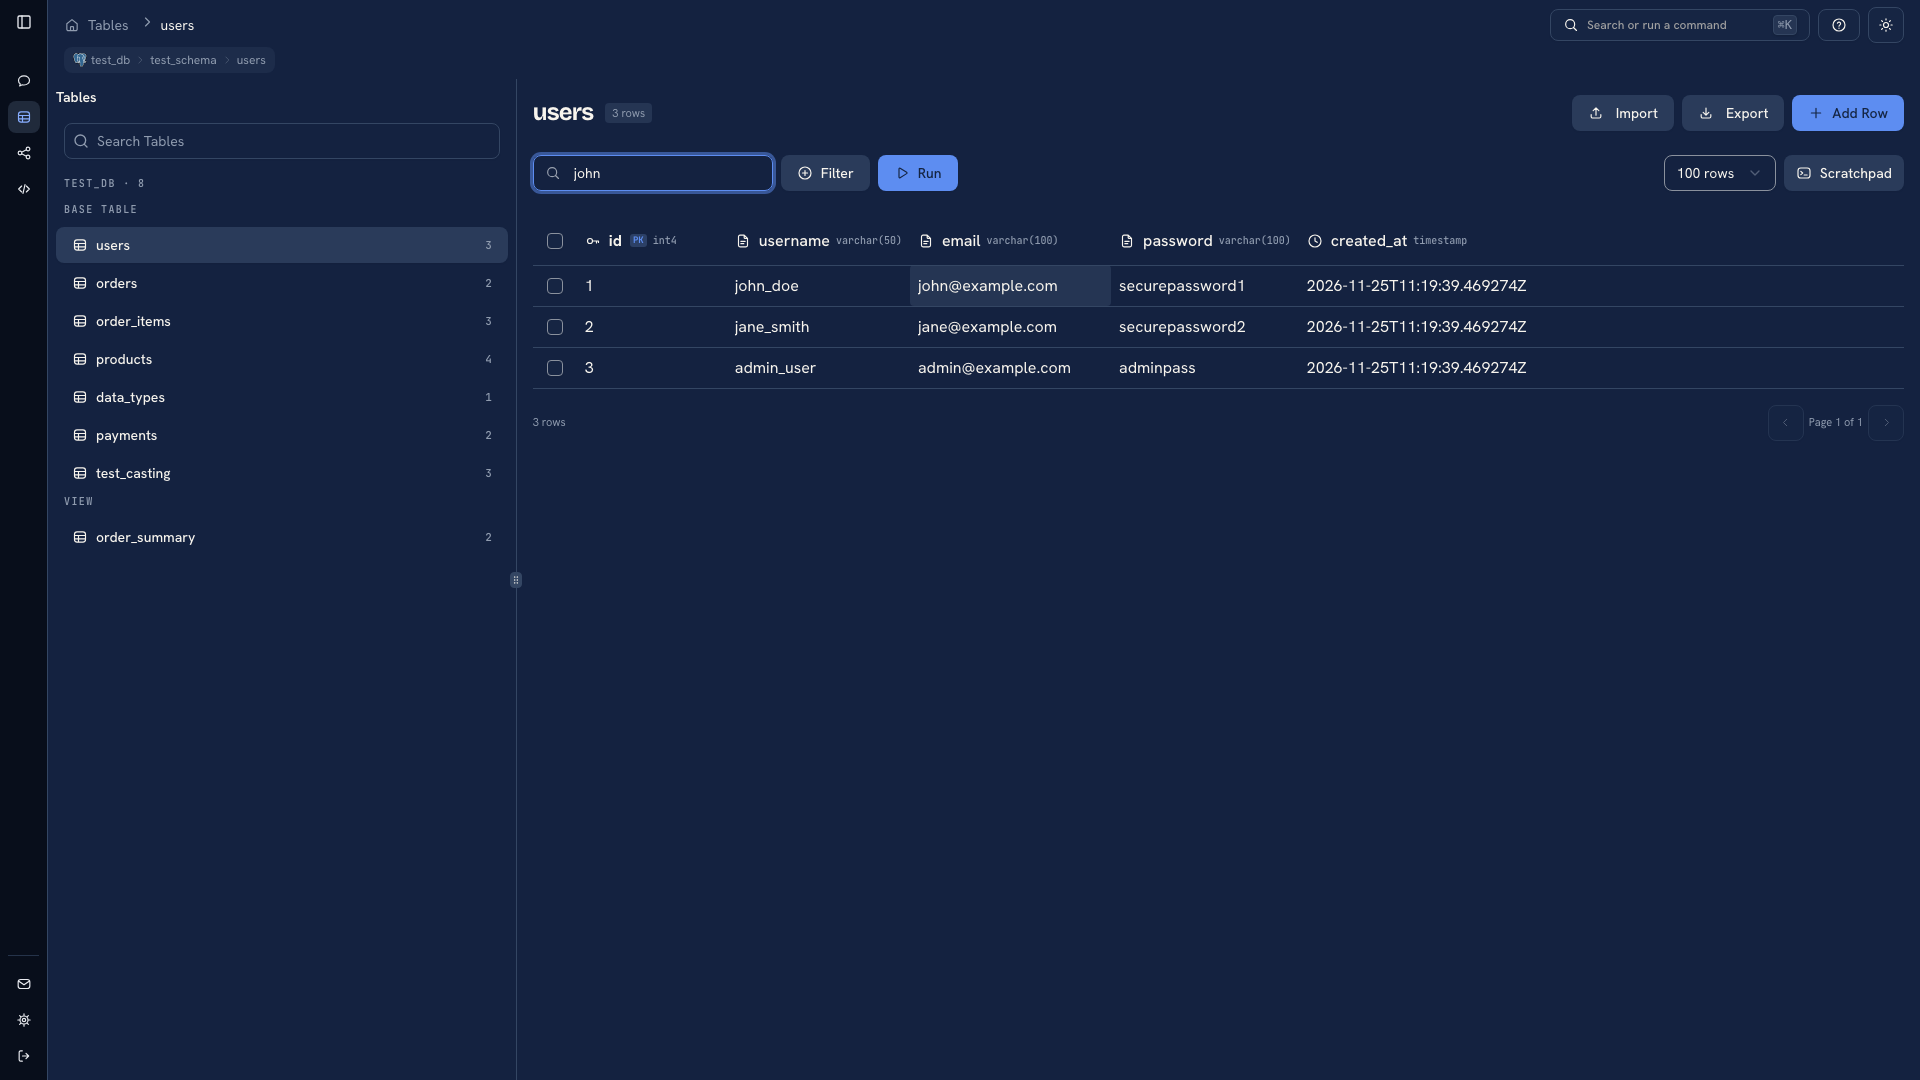 Tables > users
Search or run a command ⌘K
test_db > test_schema > users
Tables
Search Tables
TEST_DB · 8
BASE TABLE
users 3
orders 2
order_items 3
products 4
data_types 1
payments 2
test_casting 3
VIEW
order_summary 2
users 3 rows
Import Export Add Row
john Filter Run
100 rows Scratchpad
id PK int4 username varchar(50) email varchar(100) password varchar(100) created_at timestamp
1 john_doe john@example.com securepassword1 2026-11-25T11:19:39.469274Z
2 jane_smith jane@example.com securepassword2 2026-11-25T11:19:39.469274Z
3 admin_user admin@example.com adminpass 2026-11-25T11:19:39.469274Z
3 rows
Page 1 of 1